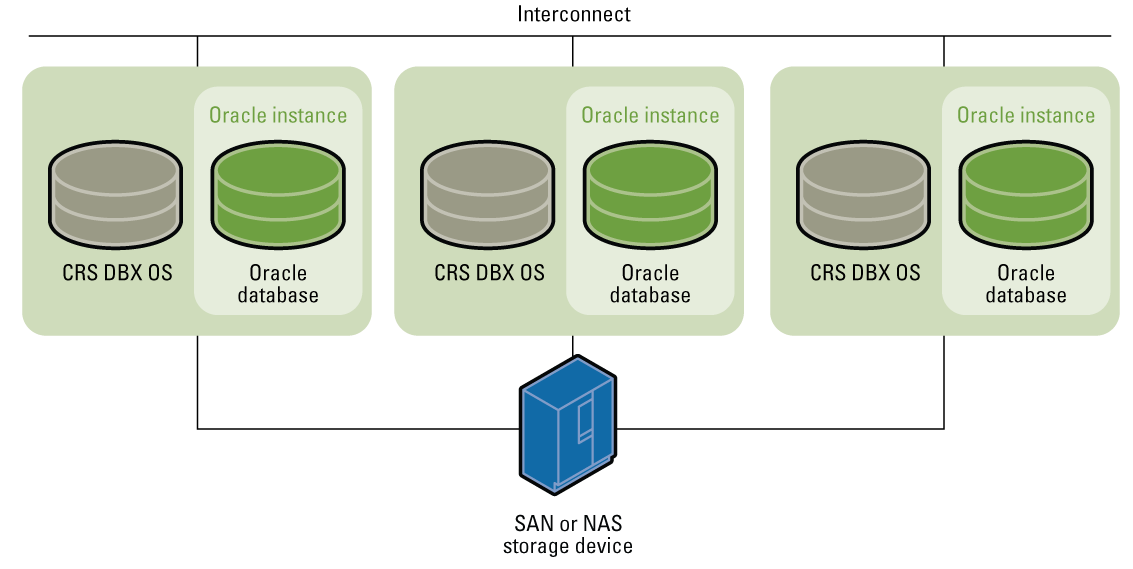 Interconnect
Oracle instance
CRS DBX OS
Oracle
database
Oracle instance
CRS DBX OS
Oracle
database
Oracle instance
CRS DBX OS
Oracle
database
SAN or NAS
storage device